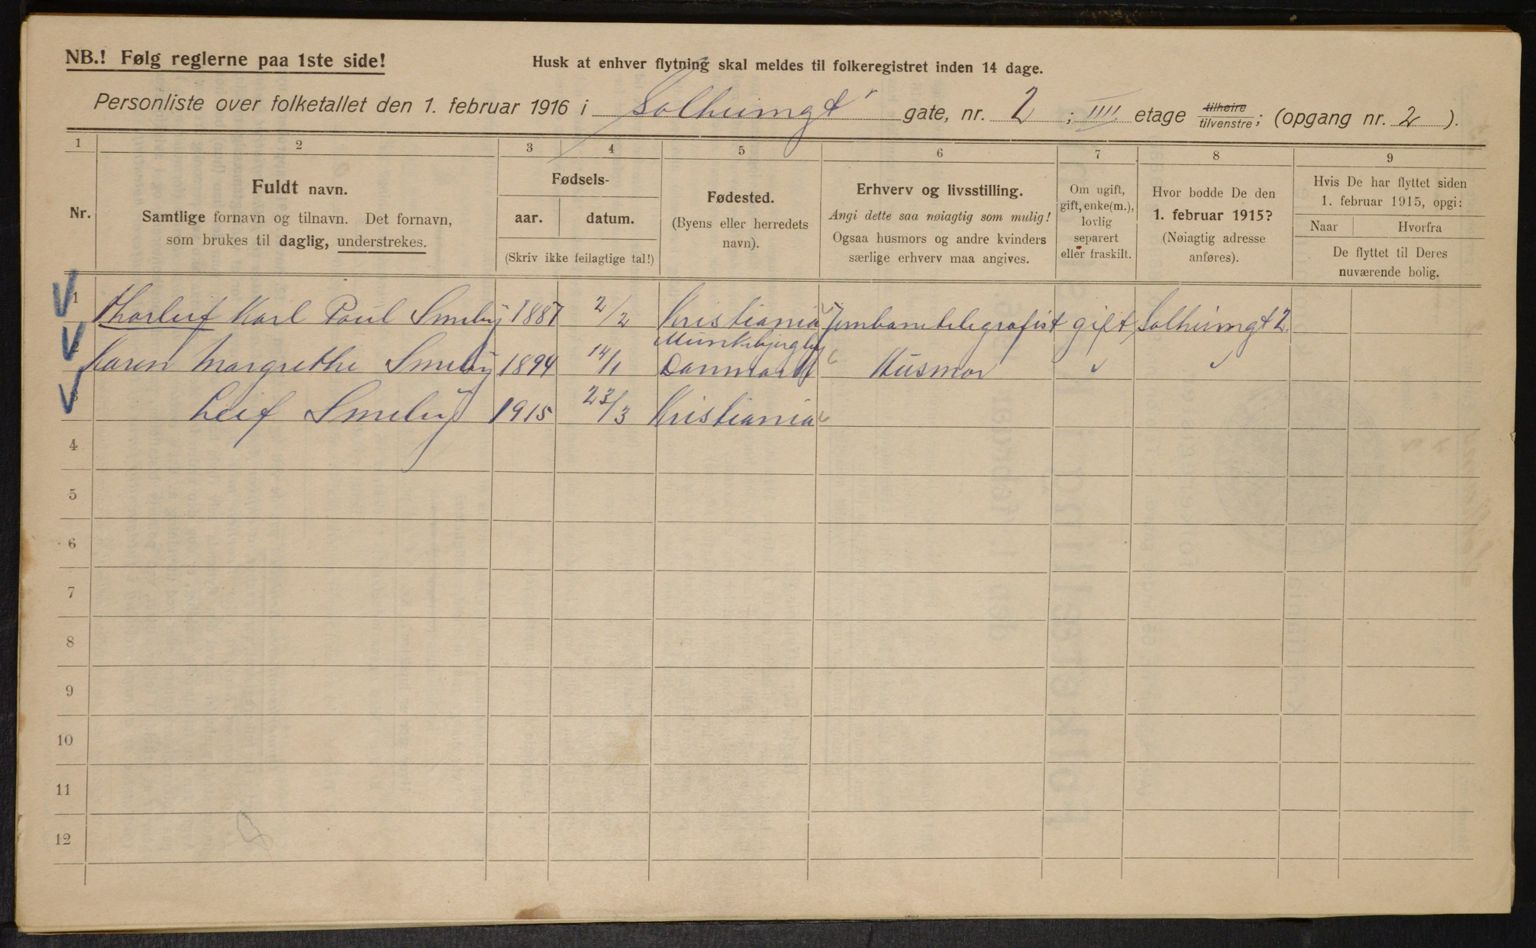 NB.! Følg reglerne paa 1ste side!
Husk at enhver flytning skal meldes til folkeregistret inden 14 dage.
Personliste over folketallet den 1. februar 1916 i Solheimgt gate, nr. 2 ; IIII etage tilhøire tilvenstre; (opgang nr. 2 ).
1 2 3 4 5 6 7 8 9
Nr.
Fuldt navn.
Samtlige fornavn og tilnavn. Det fornavn,
som brukes til daglig, understrekes.
Fødsels-
aar. datum.
(Skriv ikke feilagtige tal!)
Fødested.
(Byens eller herredets
navn).
Erhverv og livsstilling.
Angi dette saa nøiagtig som mulig!
Ogsaa husmors og andre kvinders
særlige erhverv maa angives.
Om ugift,
gift, enke(m.),
lovlig
separert
eller fraskilt.
Hvor bodde De den
1. februar 1915?
(Nøiagtig adresse
anføres).
Hvis De har flyttet siden
1. februar 1915, opgi:
Naar Hvorfra
De flyttet til Deres
nuværende bolig.
1 Thorleif Karl Poul Smeby 1887 2/2 Kristiania Jernbanetelegrafist gift Solheimgt 2
Karen Margrethe Smeby 1894 14/1 Munkebjergby Danmark Husmor
Leif Smeby 1915 23/3 Kristiania
4
5
6
7
8
9
10
11
12